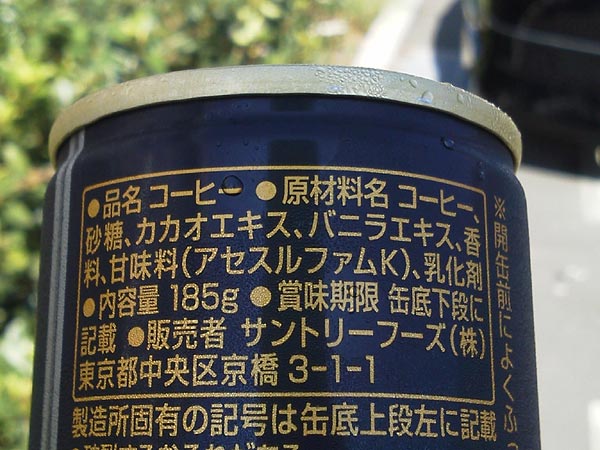 ●品名 コーヒー ●原材料名 コーヒー、
砂糖、カカオエキス、バニラエキス、香
料、甘味料(アセスルファムK)、乳化剤
●内容量 185g ●賞味期限 缶底下段に
記載 ●販売者 サントリーフーズ(株)
東京都中央区京橋 3-1-1
製造所固有の記号は缶底上段左に記載
※開缶前によくふっ